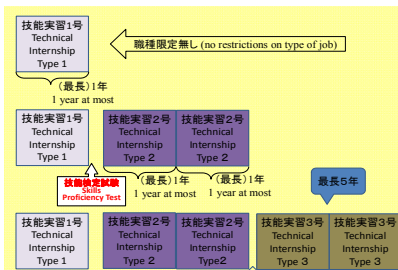 技能実習1号
Technical
Internship
Type 1
職種限定無し (no restrictions on type of job)
(最長)1年
1 year at most
技能実習1号
Technical
Internship
Type 1
技能実習2号
Technical
Internship
Type 2
技能実習2号
Technical
Internship
Type 2
技能検定試験
Skills
Proficiency Test
(最長)1年
1 year at most
(最長)1年
1 year at most
最長5年
技能実習1号
Technical
Internship
Type 1
技能実習2号
Technical
Internship
Type 2
技能実習2号
Technical
Internship
Type2
技能実習3号
Technical
Internship
Type 3
技能実習3号
Technical
Internship
Type 3